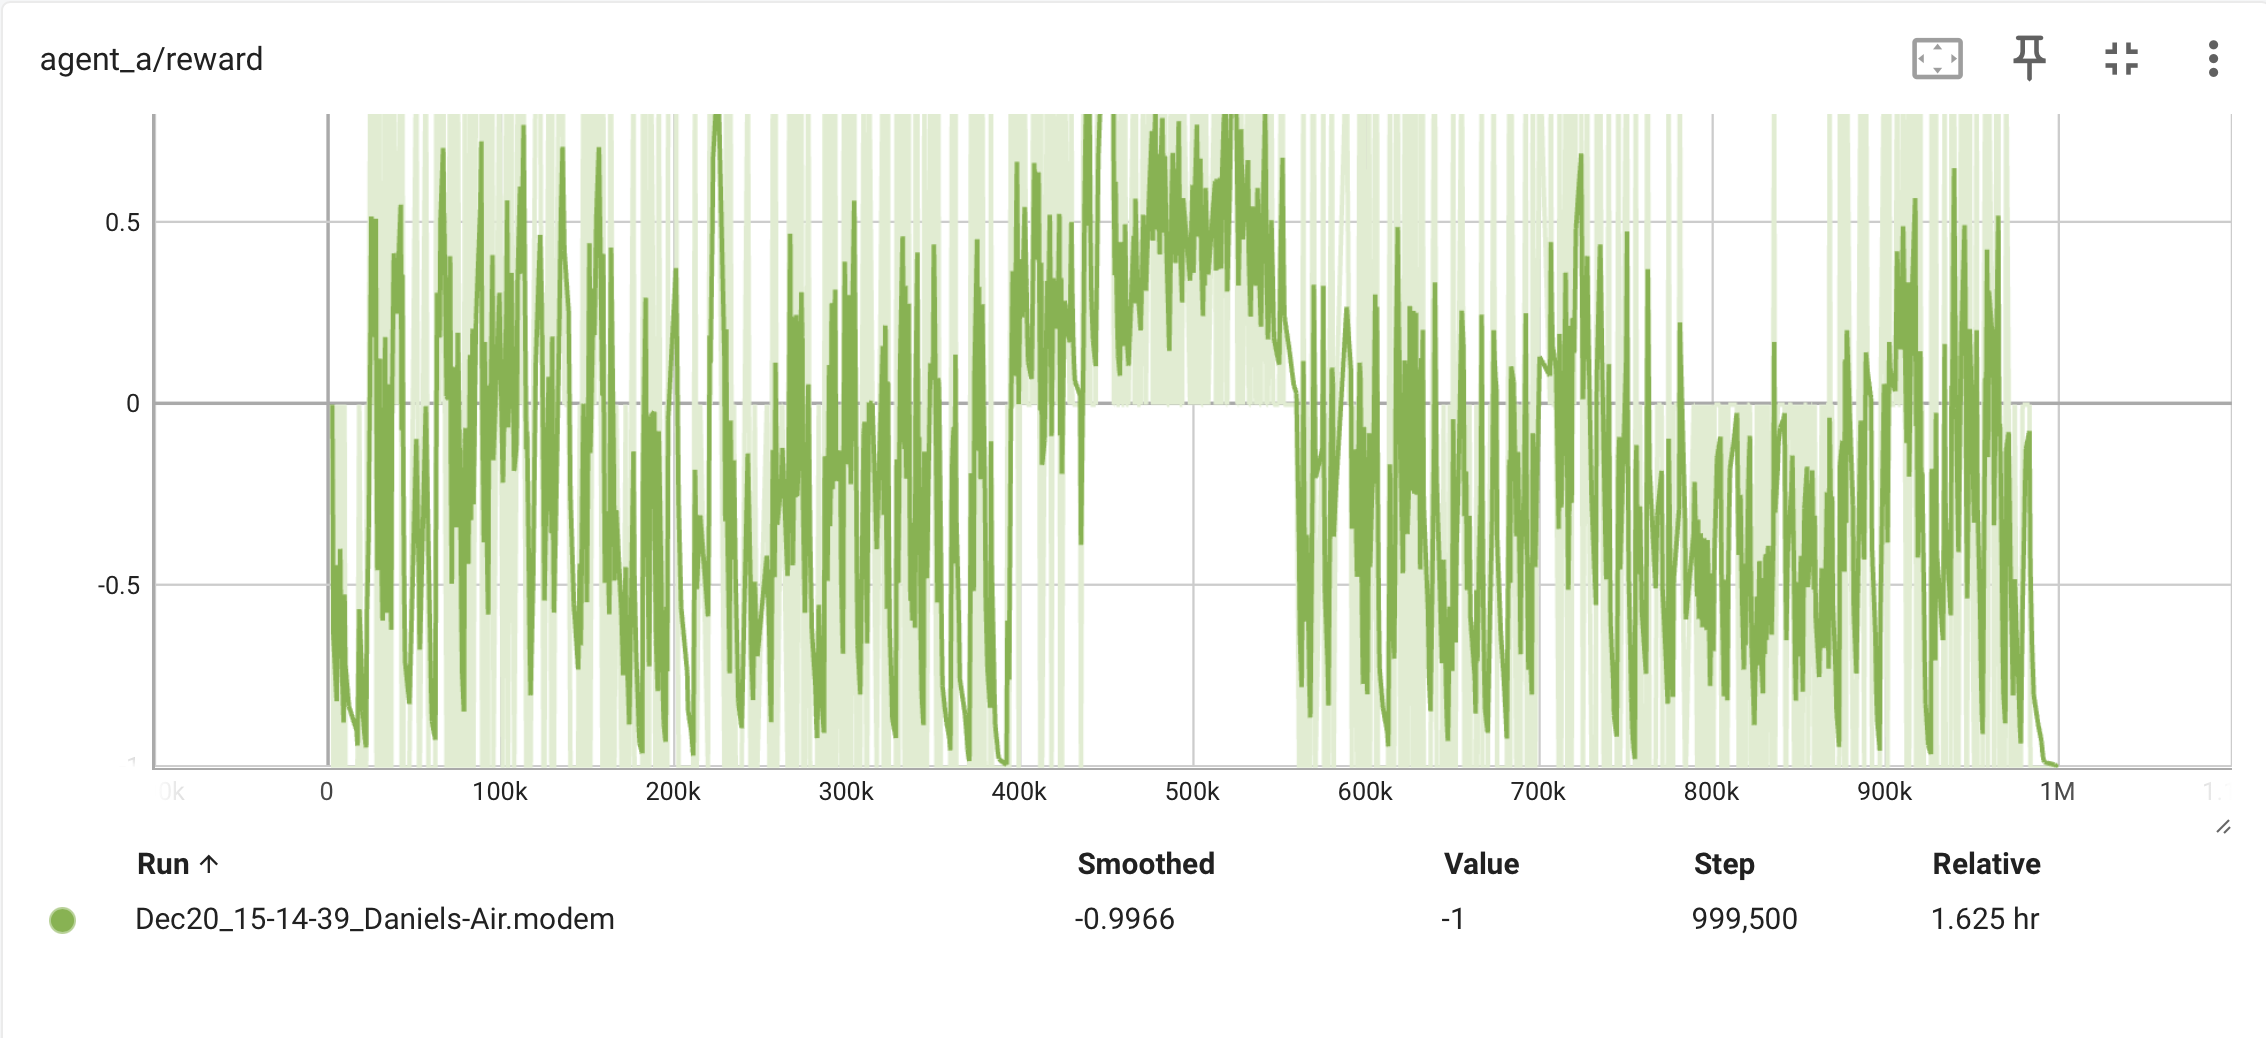 agent_a/reward
0.5
0
-0.5
0k 0 100k 200k 300k 400k 500k 600k 700k 800k 900k 1M
Run ↑ Smoothed Value Step Relative
Dec20_15-14-39_Daniels-Air.modem -0.9966 -1 999,500 1.625 hr